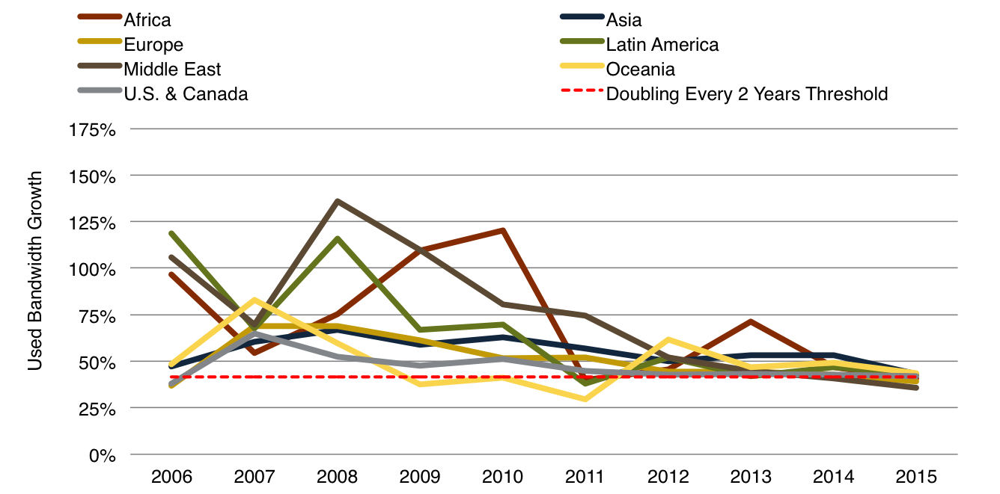 Africa
Asia
Europe
Latin America
Middle East
Oceania
U.S. & Canada
Doubling Every 2 Years Threshold
175%
150%
125%
100%
75%
50%
25%
0%
Used Bandwidth Growth
2006 2007 2008 2009 2010 2011 2012 2013 2014 2015